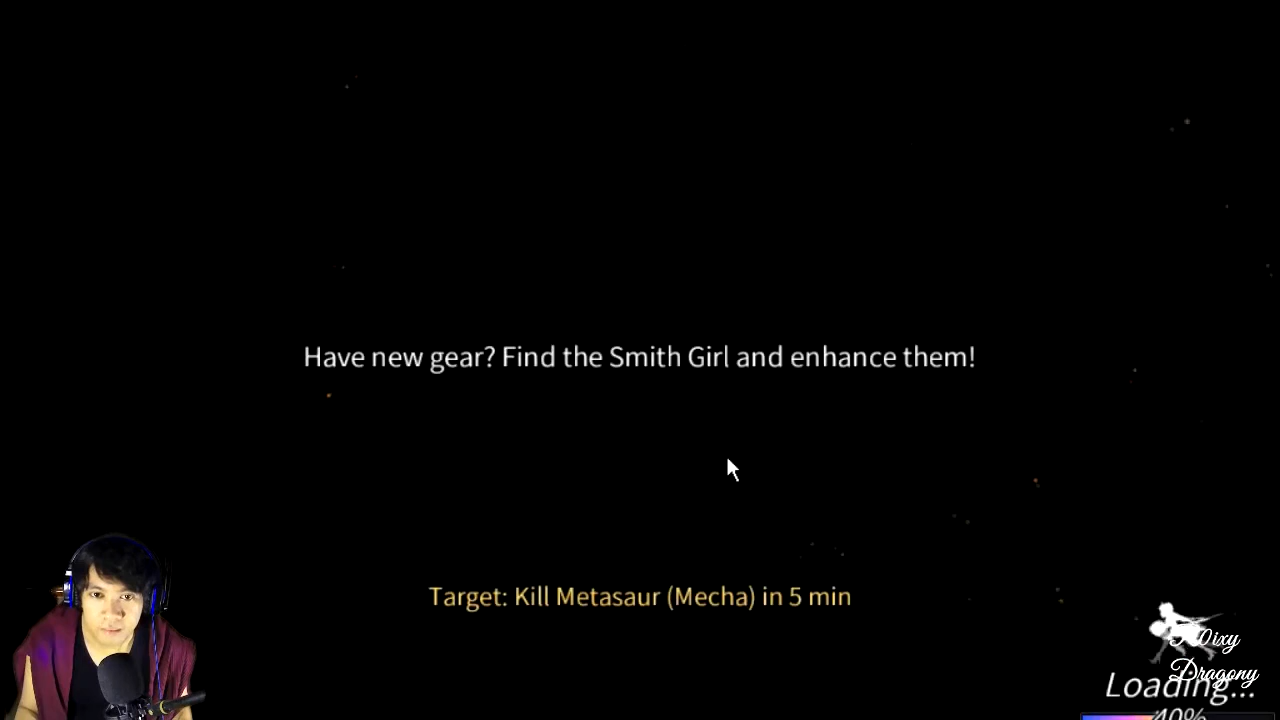 Have new gear? Find the Smith Girl and enhance them!
Target: Kill Metasaur (Mecha) in 5 min
Dragony
Loading...
40%